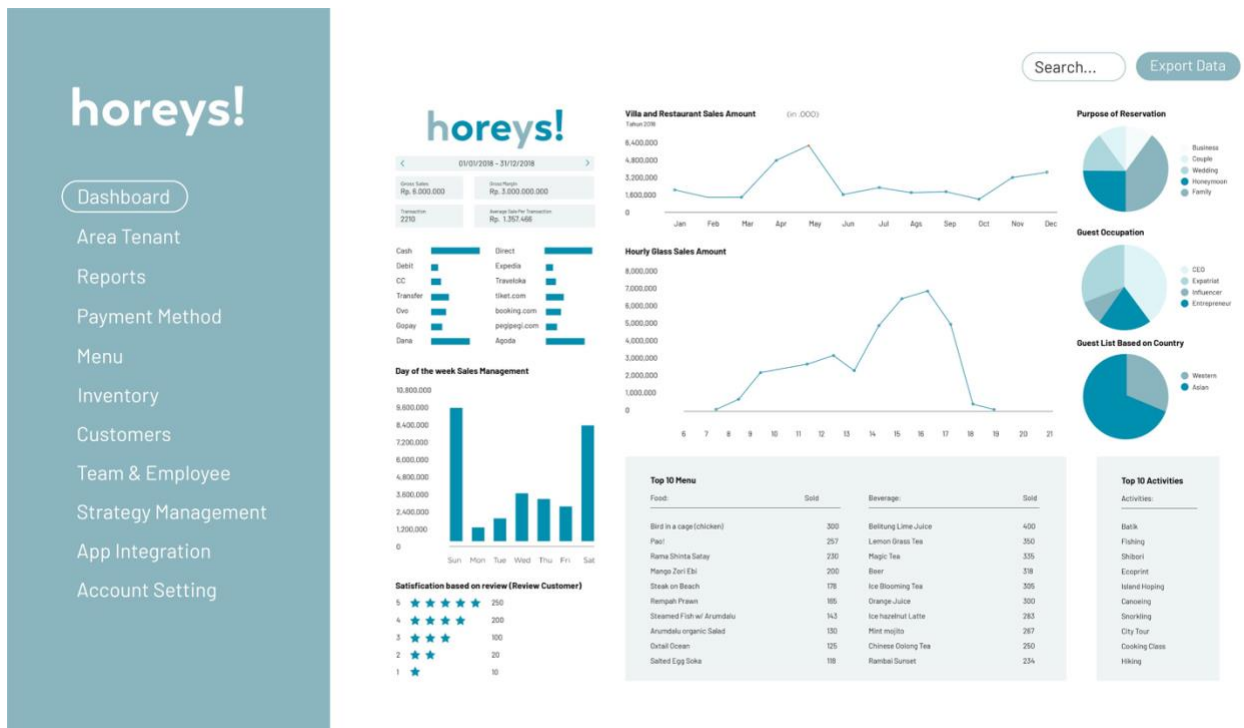 horeys!
Dashboard
Area Tenant
Reports
Payment Method
Menu
Inventory
Customers
Team & Employee
Strategy Management
App Integration
Account Setting
Search...
Export Data
horeys!
< 01/01/2018 - 31/12/2018 >
Gross Sales
Rp. 6.000.000
Gross Margin
Rp. 3.000.000.000
Transaction
2210
Average Sale Per Transaction
Rp. 1.357.466
Cash
Debit
CC
Transfer
Ovo
Gopay
Dana
Direct
Expedia
Traveloka
tiket.com
booking.com
pegipegi.com
Agoda
Day of the week Sales Management
10,800,000
9,600,000
8,400,000
7,200,000
6,000,000
4,800,000
3,600,000
2,400,000
1,200,000
0
Sun Mon Tue Wed Thu Fri Sat
Satisfication based on review (Review Customer)
5 250
4 200
3 100
2 20
1 10
Villa and Restaurant Sales Amount (in .000)
Tahun 2018
6,400,000
4,800,000
3,200,000
1,600,000
0
Jan Feb Mar Apr May Jun Jul Ags Sep Oct Nov Dec
Hourly Glass Sales Amount
8,000,000
7,000,000
6,000,000
5,000,000
4,000,000
3,000,000
2,000,000
1,000,000
0
6 7 8 9 10 11 12 13 14 15 16 17 18 19 20 21
Purpose of Reservation
Business
Couple
Wedding
Honeymoon
Family
Guest Occupation
CEO
Expatriat
Influencer
Entrepreneur
Guest List Based on Country
Western
Asian
Top 10 Menu
Food: Sold Beverage: Sold
Bird in a cage (chicken) 300 Belitung Lime Juice 400
Pao! 257 Lemon Grass Tea 350
Rama Shinta Satay 230 Magic Tea 335
Mango Zori Ebi 200 Beer 318
Steak on Beach 178 Ice Blooming Tea 305
Rempah Prawn 165 Orange Juice 300
Steamed Fish w/ Arumdalu 143 Ice hazelnut Latte 283
Arumdalu organic Salad 130 Mint mojito 267
Oxtail Ocean 125 Chinese Oolong Tea 250
Salted Egg Soka 118 Rambai Sunset 234
Top 10 Activities
Activities:
Batik
Fishing
Shibori
Ecoprint
Island Hoping
Canoeing
Snorkling
City Tour
Cooking Class
Hiking